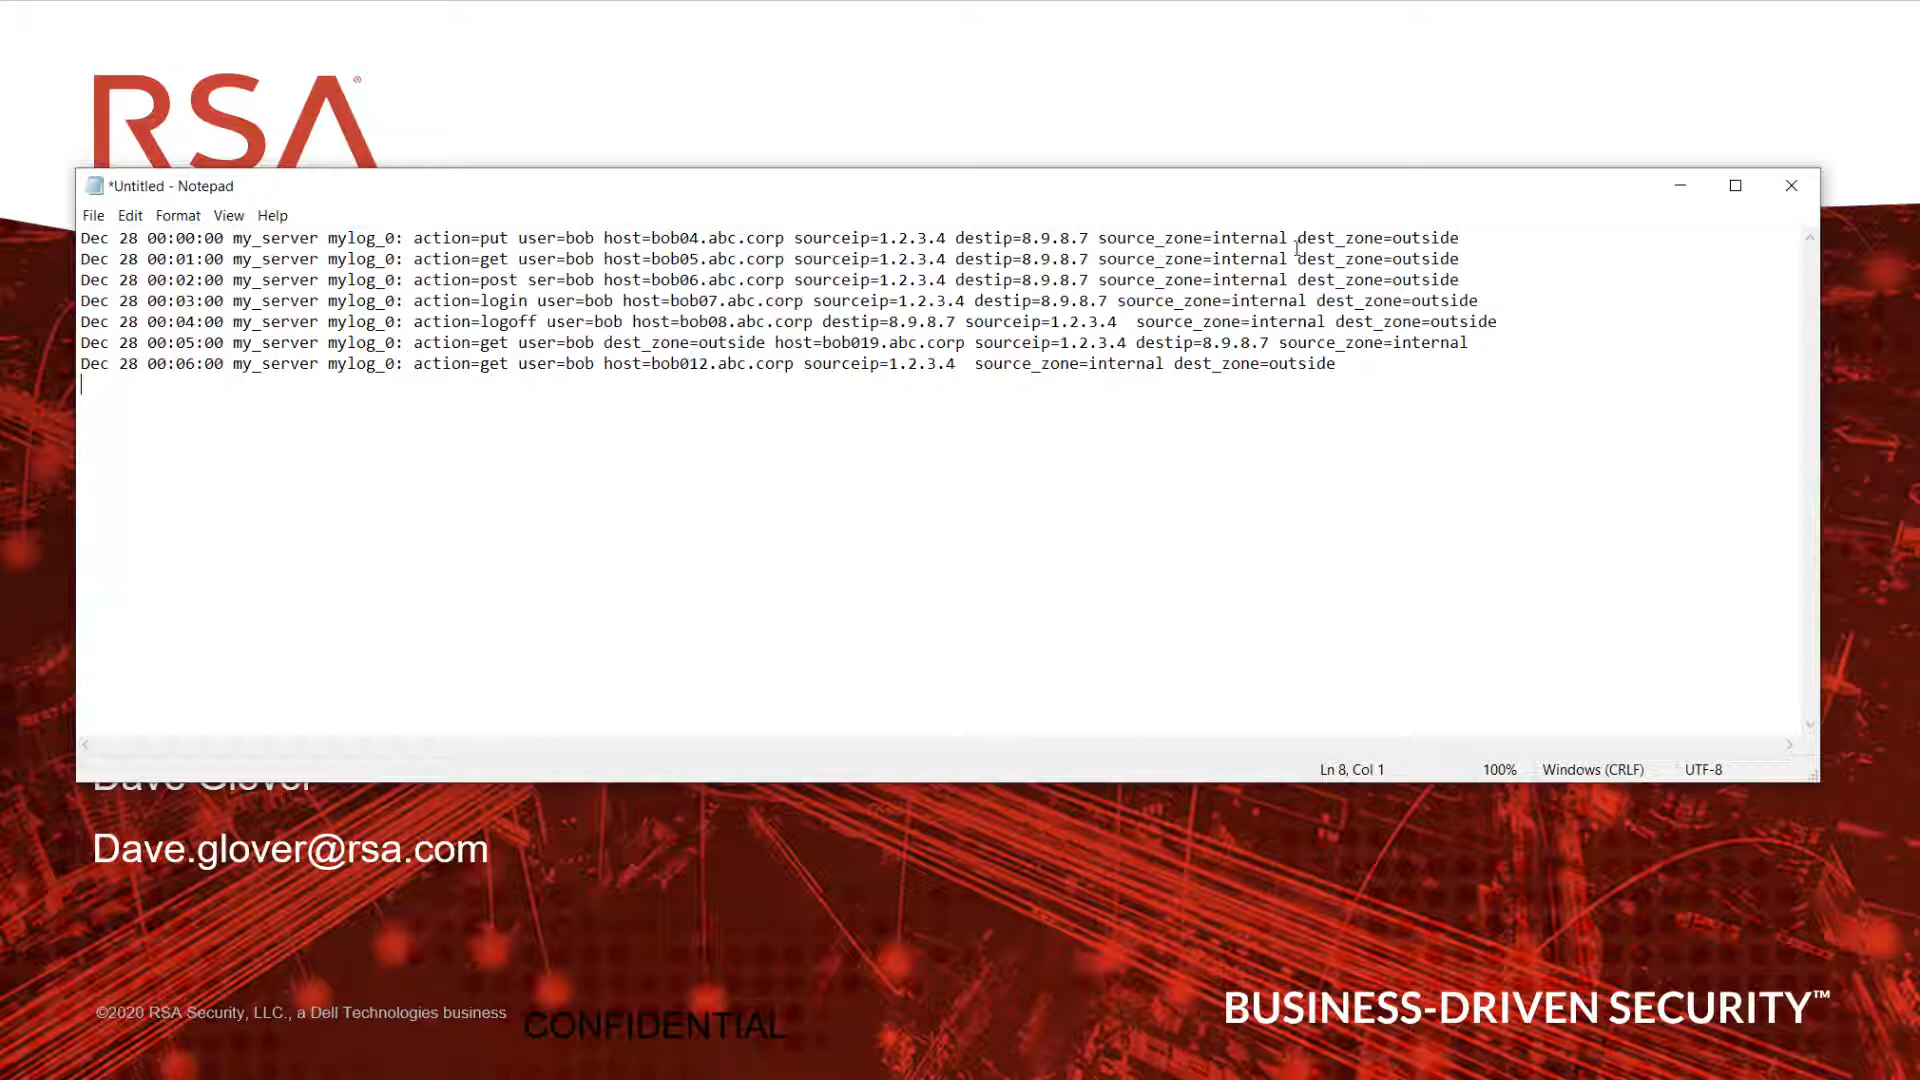 RSA®
*Untitled - Notepad
File Edit Format View Help
Dec 28 00:00:00 my_server mylog_0: action=put user=bob host=bob04.abc.corp sourceip=1.2.3.4 destip=8.9.8.7 source_zone=internal dest_zone=outside
Dec 28 00:01:00 my_server mylog_0: action=get user=bob host=bob05.abc.corp sourceip=1.2.3.4 destip=8.9.8.7 source_zone=internal dest_zone=outside
Dec 28 00:02:00 my_server mylog_0: action=post ser=bob host=bob06.abc.corp sourceip=1.2.3.4 destip=8.9.8.7 source_zone=internal dest_zone=outside
Dec 28 00:03:00 my_server mylog_0: action=login user=bob host=bob07.abc.corp sourceip=1.2.3.4 destip=8.9.8.7 source_zone=internal dest_zone=outside
Dec 28 00:04:00 my_server mylog_0: action=logoff user=bob host=bob08.abc.corp destip=8.9.8.7 sourceip=1.2.3.4  source_zone=internal dest_zone=outside
Dec 28 00:05:00 my_server mylog_0: action=get user=bob dest_zone=outside host=bob019.abc.corp sourceip=1.2.3.4 destip=8.9.8.7 source_zone=internal
Dec 28 00:06:00 my_server mylog_0: action=get user=bob host=bob012.abc.corp sourceip=1.2.3.4  source_zone=internal dest_zone=outside
Ln 8, Col 1 100% Windows (CRLF) UTF-8
Dave Glover
Dave.glover@rsa.com
©2020 RSA Security, LLC., a Dell Technologies business
CONFIDENTIAL
BUSINESS-DRIVEN SECURITY™